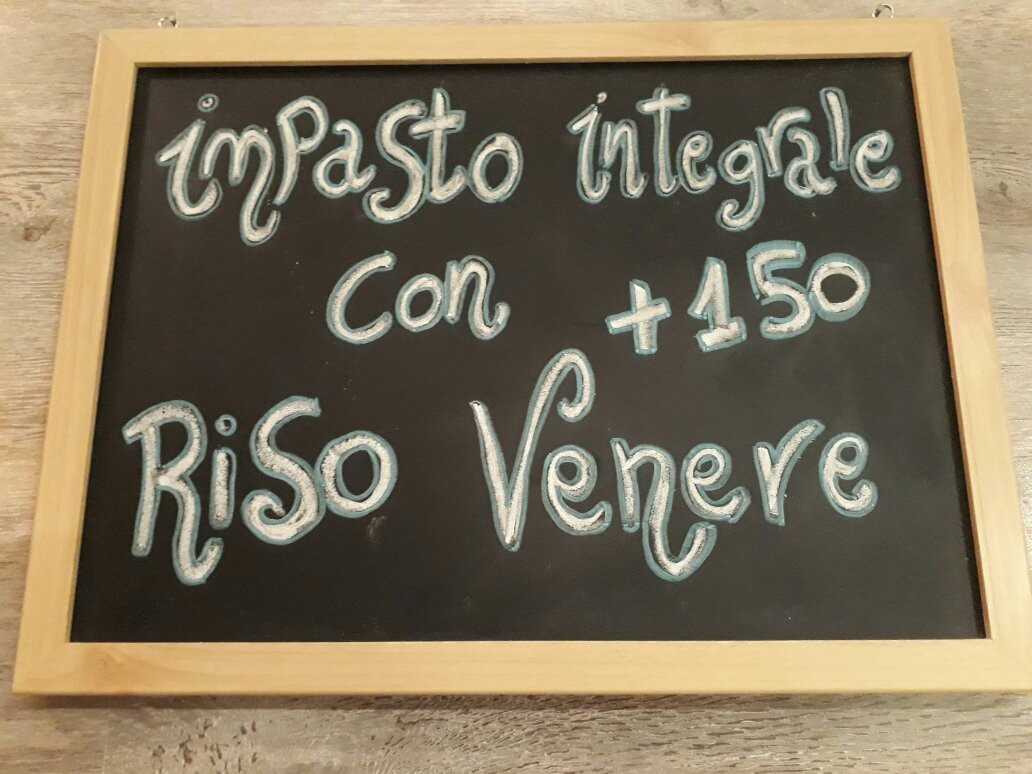 impasto integrale
con +150
Riso Venere